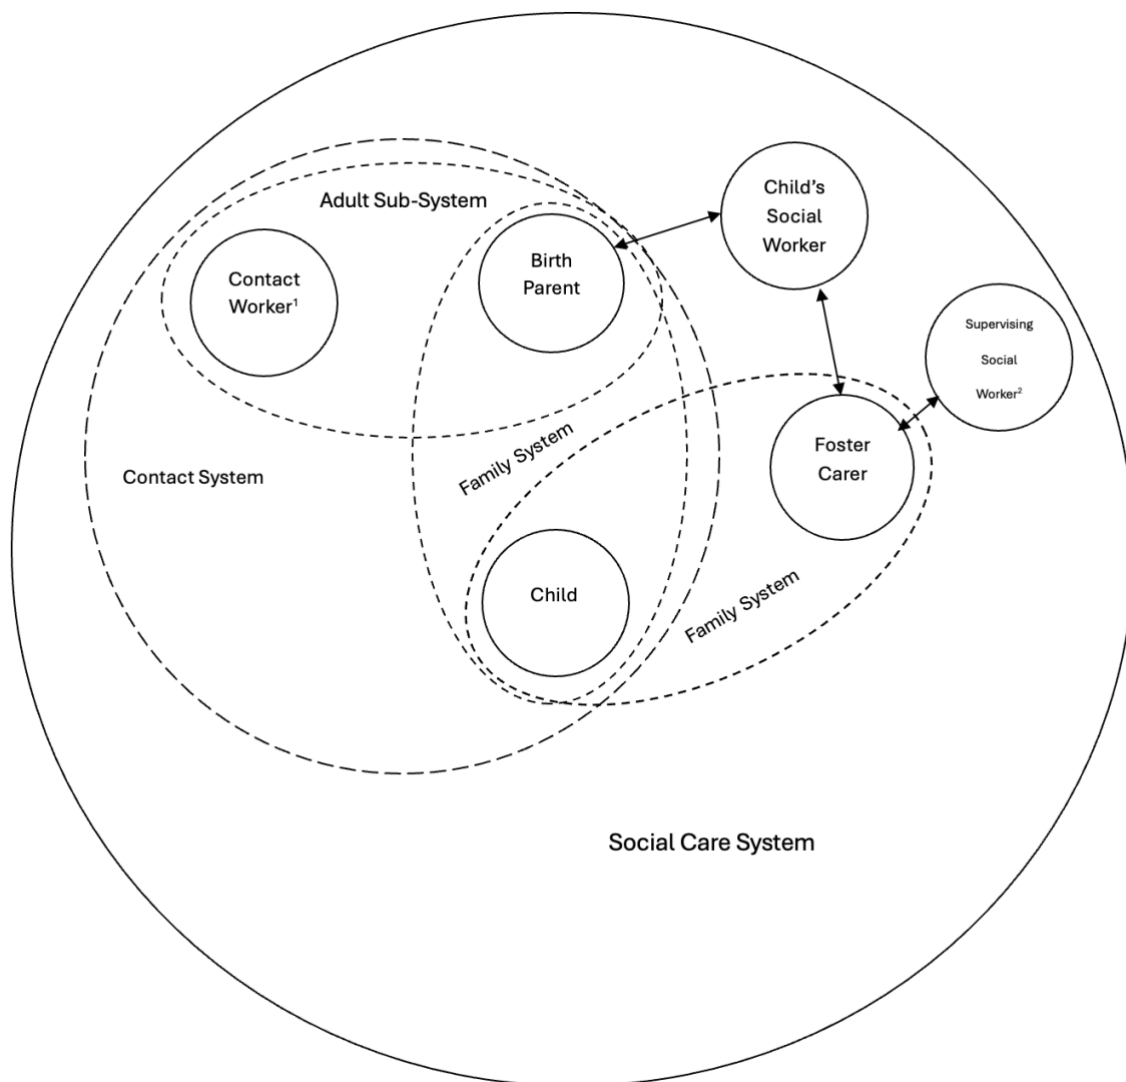 Adult Sub-System
Child's
Social
Worker
Contact
Worker¹
Birth
Parent
Supervising
Social
Worker²
Family System
Foster
Carer
Contact System
Child
Family System
Social Care System